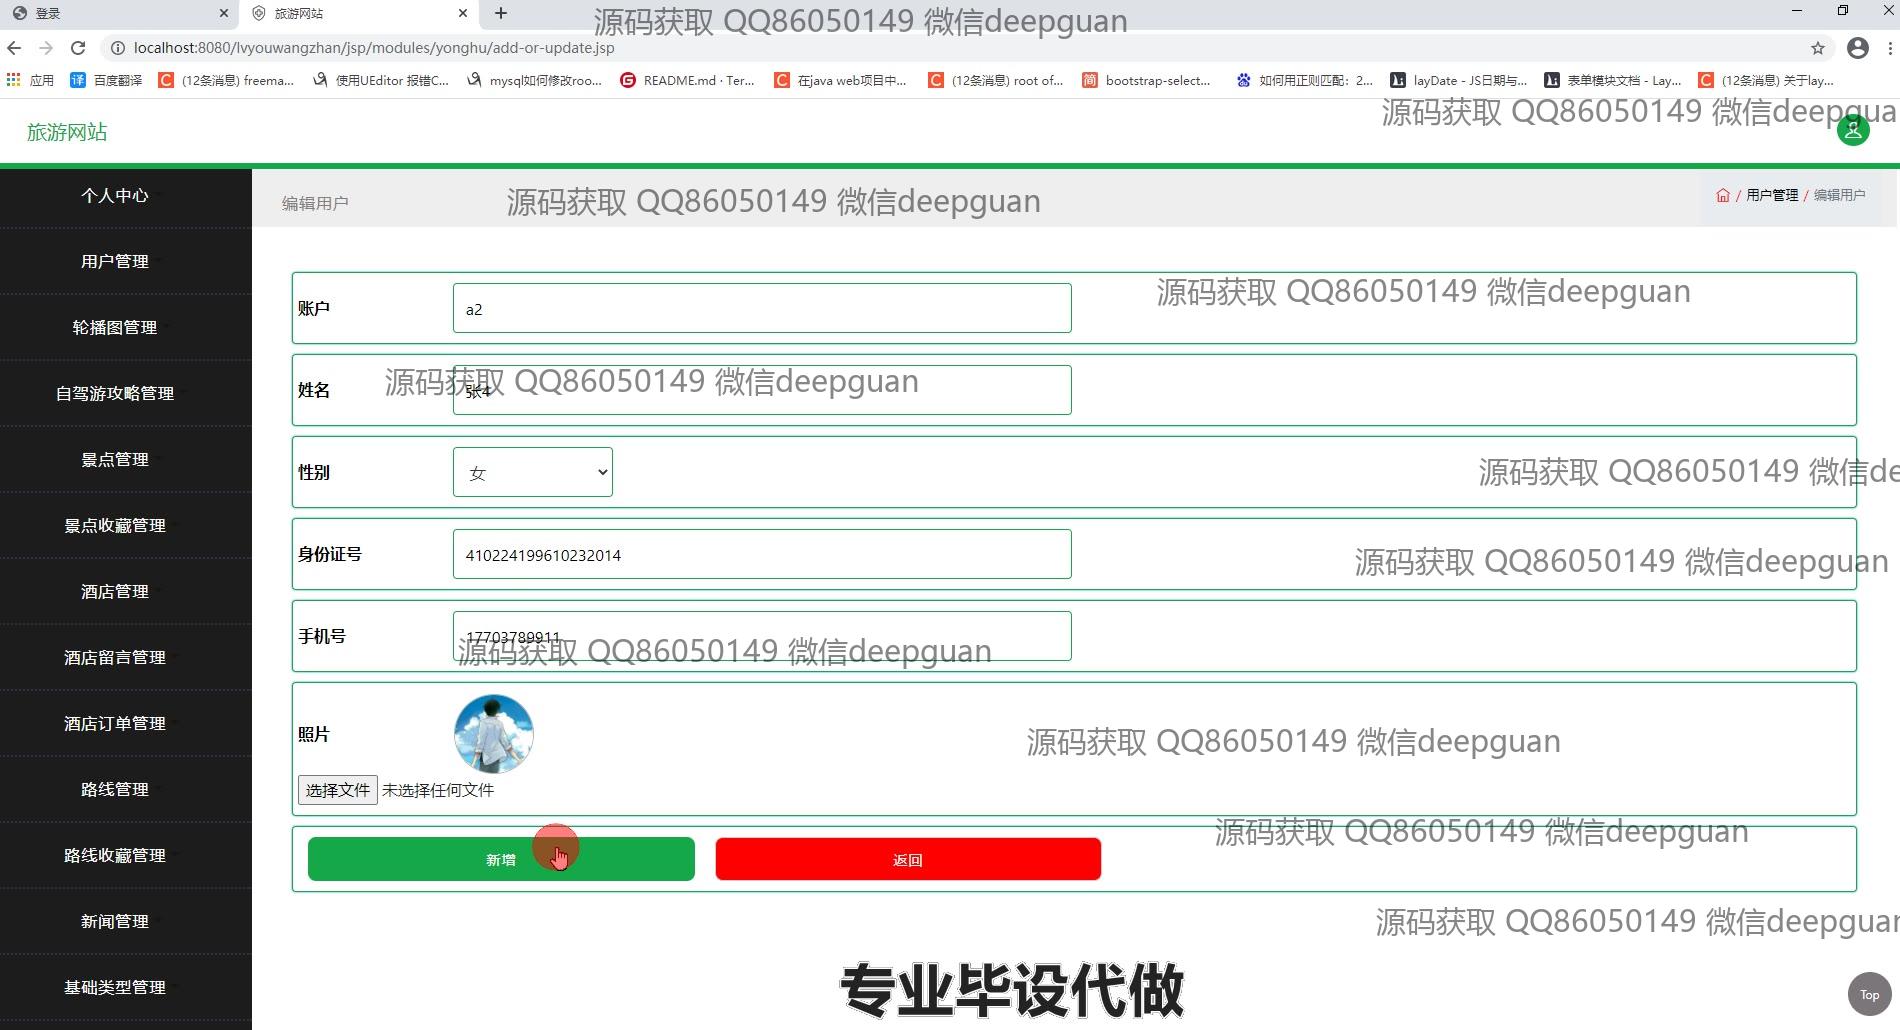 登录
旅游网站
源码获取 QQ86050149 微信deepguan
localhost:8080/lvyouwangzhan/jsp/modules/yonghu/add-or-update.jsp
应用
译 百度翻译
(12条消息) freema...
使用UEditor 报错C...
mysql如何修改roo...
README.md · Ter...
在java web项目中...
(12条消息) root of...
简 bootstrap-select...
如何用正则匹配：2...
layDate - JS日期与...
表单模块文档 - Lay...
(12条消息) 关于lay...
源码获取 QQ86050149 微信deepgua
旅游网站
个人中心
编辑用户
源码获取 QQ86050149 微信deepguan
/ 用户管理 / 编辑用户
用户管理
轮播图管理
自驾游攻略管理
景点管理
景点收藏管理
酒店管理
酒店留言管理
酒店订单管理
路线管理
路线收藏管理
新闻管理
基础类型管理
账户
a2
源码获取 QQ86050149 微信deepguan
姓名
张4
源码获取 QQ86050149 微信deepguan
性别
女
源码获取 QQ86050149 微信de
身份证号
410224199610232014
源码获取 QQ86050149 微信deepguan
手机号
17703789911
源码获取 QQ86050149 微信deepguan
照片
源码获取 QQ86050149 微信deepguan
选择文件 未选择任何文件
源码获取 QQ86050149 微信deepguan
新增
返回
源码获取 QQ86050149 微信deepguan
专业毕设代做
Top